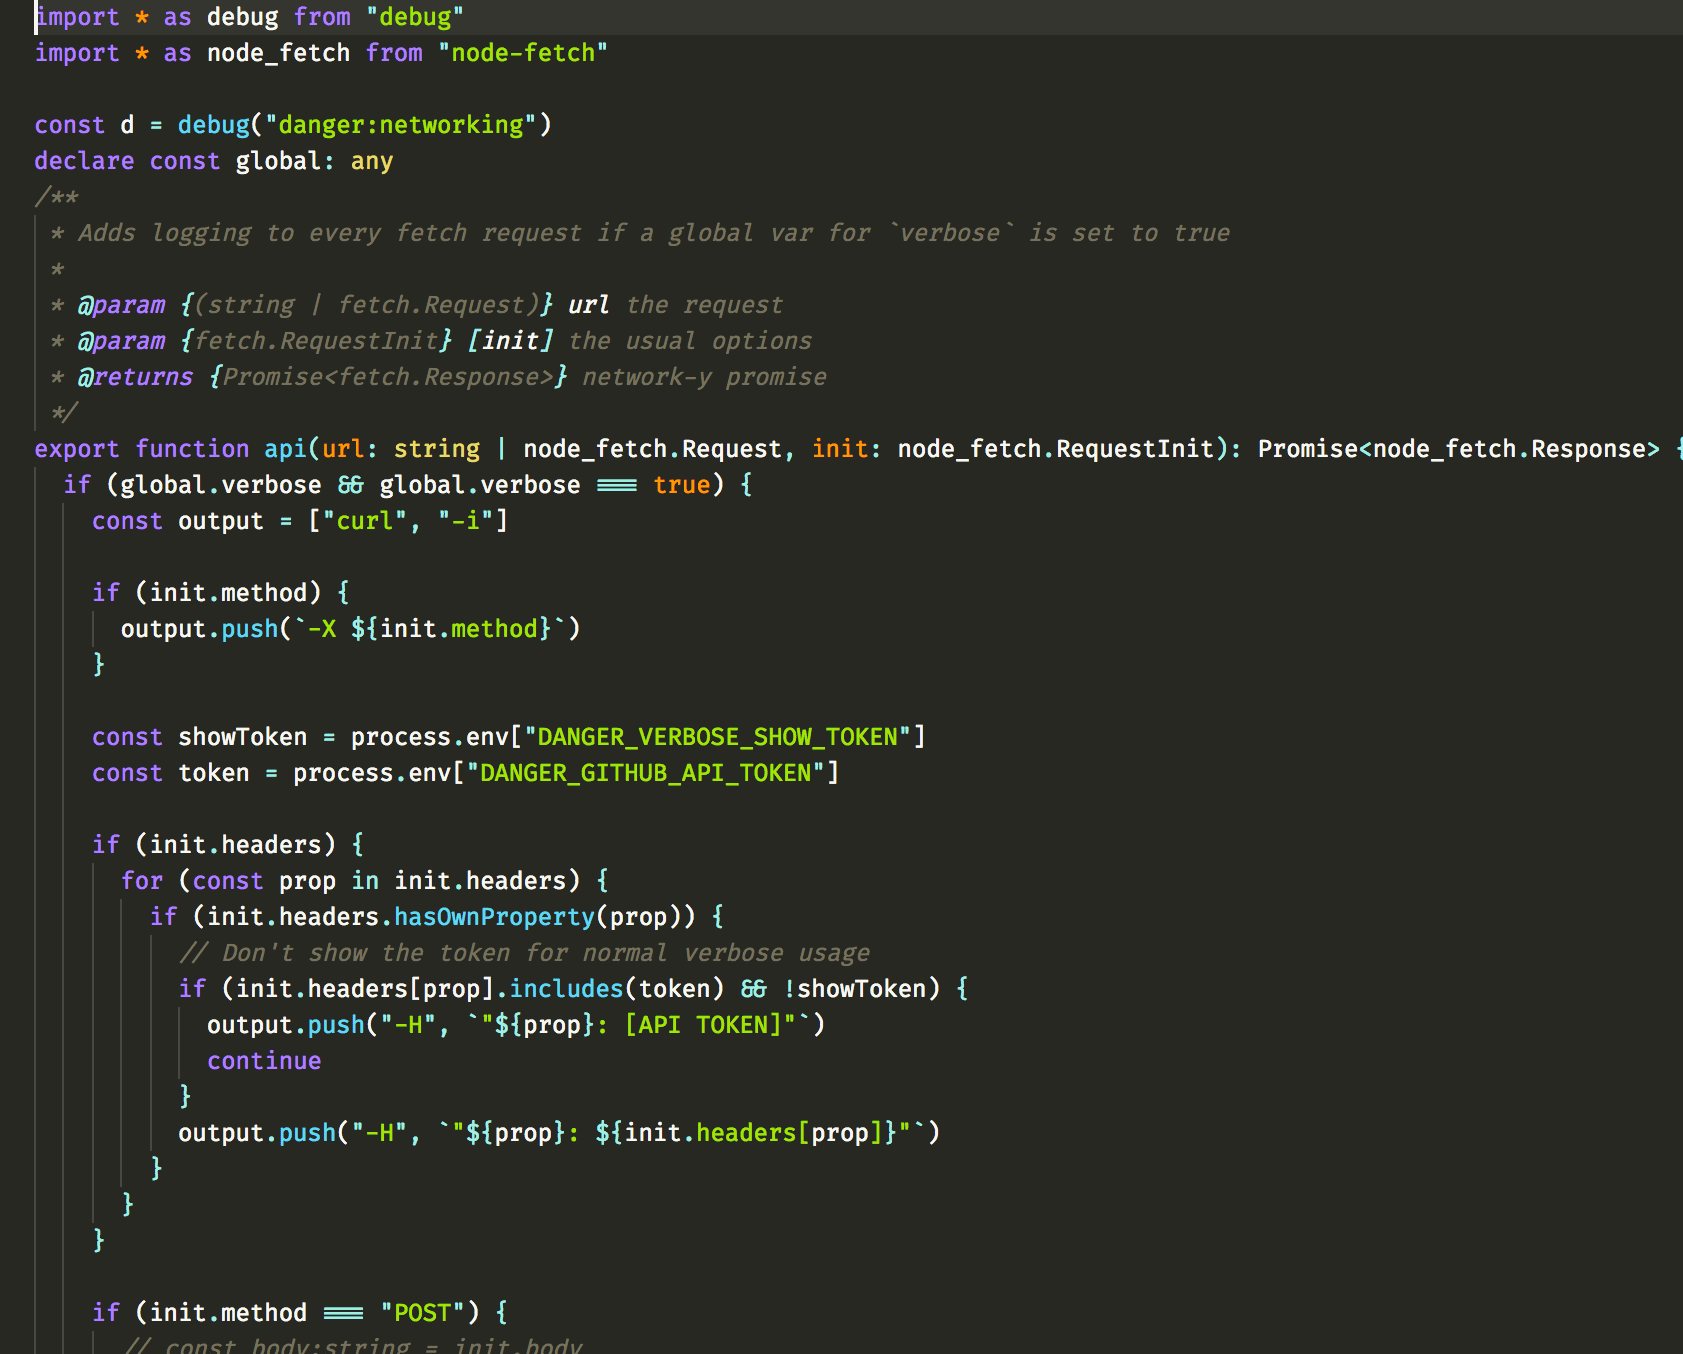 import * as debug from "debug"
import * as node_fetch from "node-fetch"
const d = debug("danger:networking")
declare const global: any
/**
 * Adds logging to every fetch request if a global var for `verbose` is set to true
 *
 * @param {(string | fetch.Request)} url the request
 * @param {fetch.RequestInit} [init] the usual options
 * @returns {Promise<fetch.Response>} network-y promise
 */
export function api(url: string | node_fetch.Request, init: node_fetch.RequestInit): Promise<node_fetch.Response> {
  if (global.verbose && global.verbose === true) {
    const output = ["curl", "-i"]
    if (init.method) {
      output.push(`-X ${init.method}`)
    }
    const showToken = process.env["DANGER_VERBOSE_SHOW_TOKEN"]
    const token = process.env["DANGER_GITHUB_API_TOKEN"]
    if (init.headers) {
      for (const prop in init.headers) {
        if (init.headers.hasOwnProperty(prop)) {
          // Don't show the token for normal verbose usage
          if (init.headers[prop].includes(token) && !showToken) {
            output.push("-H", `"${prop}: [API TOKEN]"`)
            continue
          }
          output.push("-H", `"${prop}: ${init.headers[prop]}"`)
        }
      }
    }
    if (init.method === "POST") {
      // const body:string = init.body